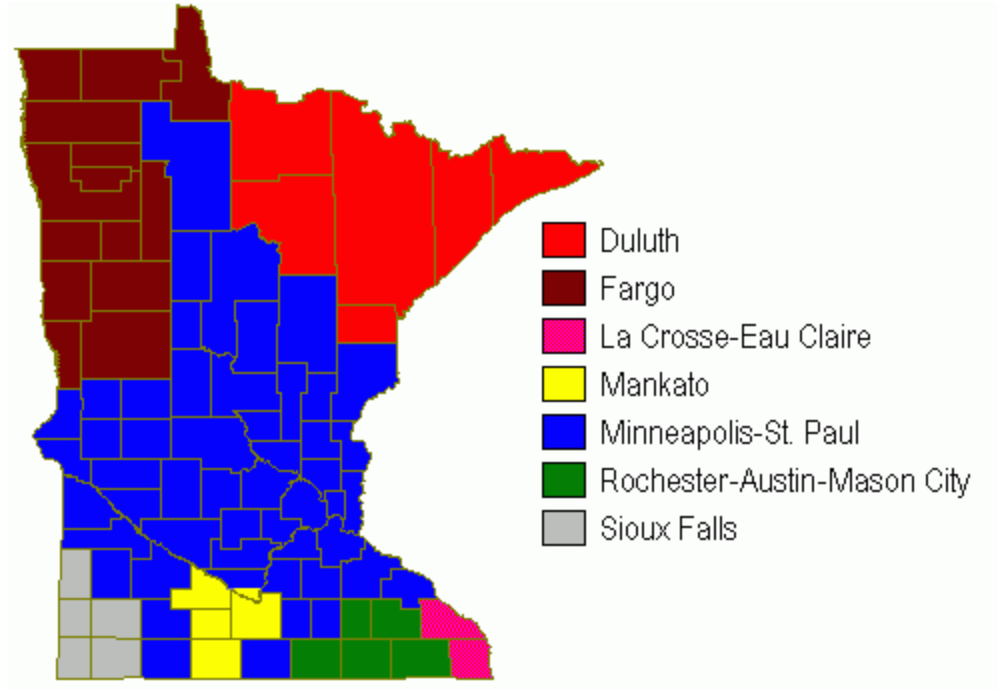 Duluth
Fargo
La Crosse-Eau Claire
Mankato
Minneapolis-St. Paul
Rochester-Austin-Mason City
Sioux Falls